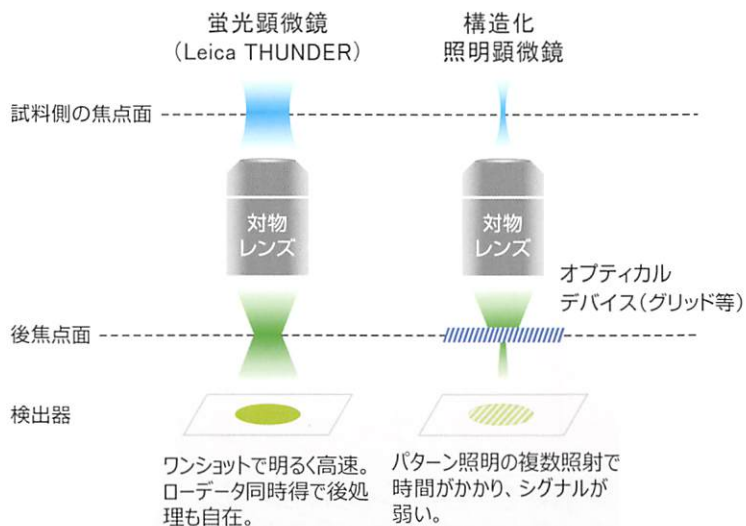 蛍光顕微鏡
(Leica THUNDER)
構造化
照明顕微鏡
試料側の焦点面
対物
レンズ
対物
レンズ
オプティカル
デバイス(グリッド等)
後焦点面
検出器
ワンショットで明るく高速。
ローデータ同時得で後処
理も自在。
パターン照明の複数照射で
時間がかかり、シグナルが
弱い。